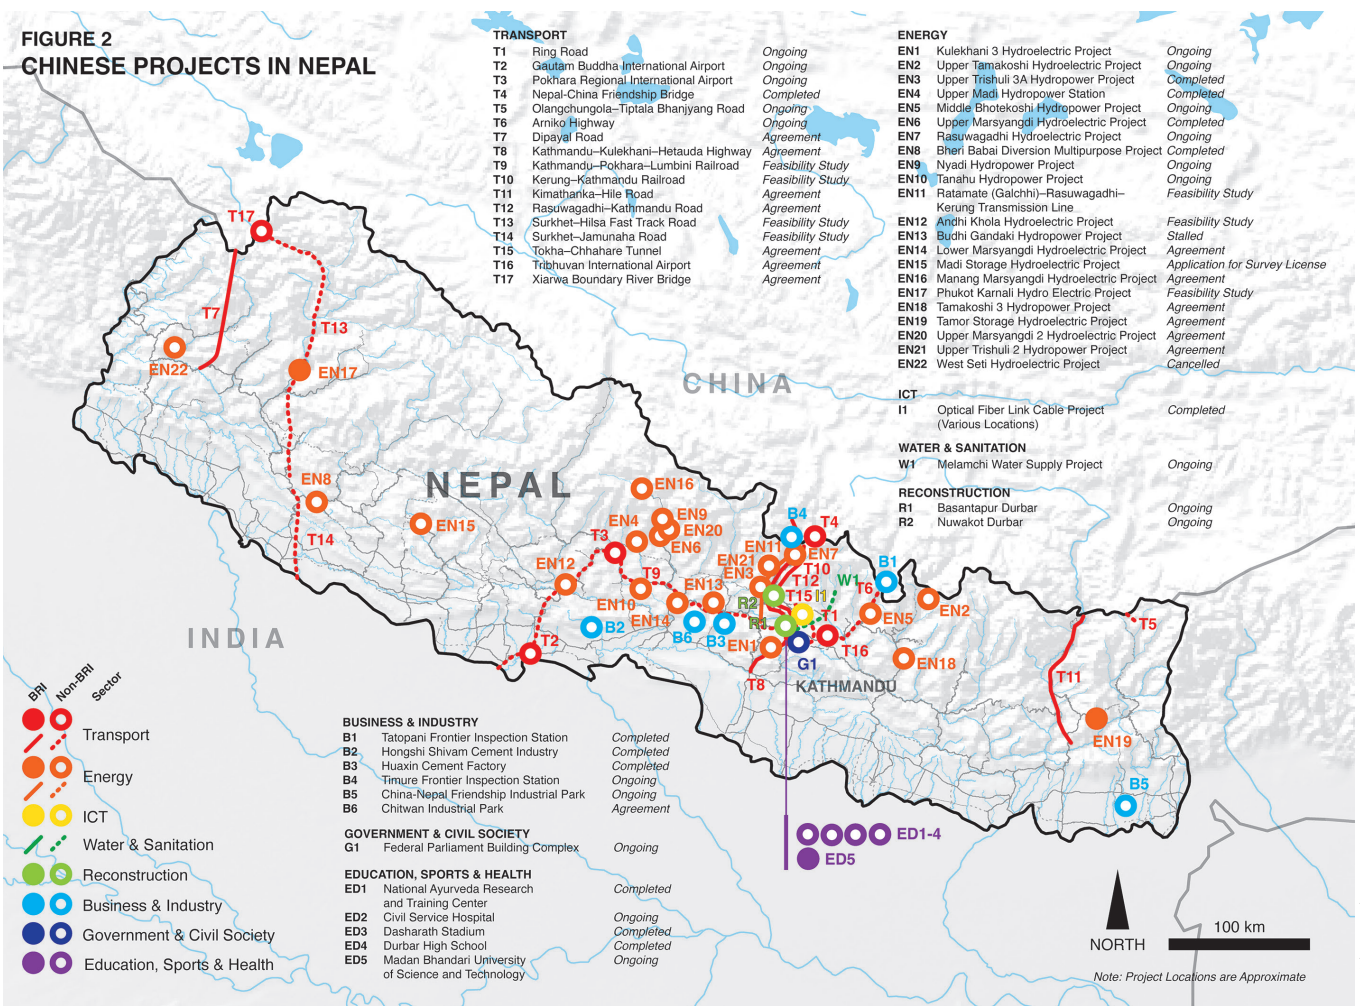 FIGURE 2
CHINESE PROJECTS IN NEPAL
TRANSPORT
T1 Ring Road Ongoing
T2 Gautam Buddha International Airport Ongoing
T3 Pokhara Regional International Airport Ongoing
T4 Nepal-China Friendship Bridge Completed
T5 Olangchungola–Tiptala Bhanjyang Road Ongoing
T6 Arniko Highway Ongoing
T7 Dipayal Road Agreement
T8 Kathmandu–Kulekhani–Hetauda Highway Agreement
T9 Kathmandu–Pokhara–Lumbini Railroad Feasibility Study
T10 Kerung–Kathmandu Railroad Feasibility Study
T11 Kimathanka–Hile Road Agreement
T12 Rasuwagadhi–Kathmandu Road Agreement
T13 Surkhet–Hilsa Fast Track Road Feasibility Study
T14 Surkhet–Jamunaha Road Feasibility Study
T15 Tokha–Chhahare Tunnel Agreement
T16 Tribhuvan International Airport Agreement
T17 Xiarwa Boundary River Bridge Agreement
ENERGY
EN1 Kulekhani 3 Hydroelectric Project Ongoing
EN2 Upper Tamakoshi Hydroelectric Project Ongoing
EN3 Upper Trishuli 3A Hydropower Project Completed
EN4 Upper Madi Hydropower Station Completed
EN5 Middle Bhotekoshi Hydropower Project Ongoing
EN6 Upper Marsyangdi Hydroelectric Project Completed
EN7 Rasuwagadhi Hydroelectric Project Ongoing
EN8 Bheri Babai Diversion Multipurpose Project Completed
EN9 Nyadi Hydropower Project Ongoing
EN10 Tanahu Hydropower Project Ongoing
EN11 Ratamate (Galchhi)–Rasuwagadhi– Feasibility Study
Kerung Transmission Line
EN12 Andhi Khola Hydroelectric Project Feasibility Study
EN13 Budhi Gandaki Hydropower Project Stalled
EN14 Lower Marsyangdi Hydroelectric Project Agreement
EN15 Madi Storage Hydroelectric Project Application for Survey License
EN16 Manang Marsyangdi Hydroelectric Project Agreement
EN17 Phukot Karnali Hydro Electric Project Feasibility Study
EN18 Tamakoshi 3 Hydropower Project Agreement
EN19 Tamor Storage Hydroelectric Project Agreement
EN20 Upper Marsyangdi 2 Hydroelectric Project Agreement
EN21 Upper Trishuli 2 Hydropower Project Agreement
EN22 West Seti Hydroelectric Project Cancelled
ICT
I1 Optical Fiber Link Cable Project Completed
(Various Locations)
WATER & SANITATION
W1 Melamchi Water Supply Project Ongoing
RECONSTRUCTION
R1 Basantapur Durbar Ongoing
R2 Nuwakot Durbar Ongoing
T17
T7
T13
EN22
EN17
CHINA
NEPAL
EN8
EN16
EN15
EN9
B4
T4
EN4
EN20
T14
T3
EN6
EN11
EN7
B1
EN21
T10
EN12
T9
EN3
T12
W1
EN13
T6
T15
I1
EN10
R2
EN2
EN14
T1
EN5
T5
INDIA
B2
B6
B3
R1
T2
EN1
T16
G1
EN18
T8
KATHMANDU
T11
EN19
B5
ED1-4
ED5
BRI
Non-BRI
Sector
Transport
Energy
ICT
Water & Sanitation
Reconstruction
Business & Industry
Government & Civil Society
Education, Sports & Health
BUSINESS & INDUSTRY
B1 Tatopani Frontier Inspection Station Completed
B2 Hongshi Shivam Cement Industry Completed
B3 Huaxin Cement Factory Completed
B4 Timure Frontier Inspection Station Ongoing
B5 China-Nepal Friendship Industrial Park Ongoing
B6 Chitwan Industrial Park Agreement
GOVERNMENT & CIVIL SOCIETY
G1 Federal Parliament Building Complex Ongoing
EDUCATION, SPORTS & HEALTH
ED1 National Ayurveda Research Completed
and Training Center
ED2 Civil Service Hospital Ongoing
ED3 Dasharath Stadium Completed
ED4 Durbar High School Completed
ED5 Madan Bhandari University Ongoing
of Science and Technology
NORTH
100 km
Note: Project Locations are Approximate